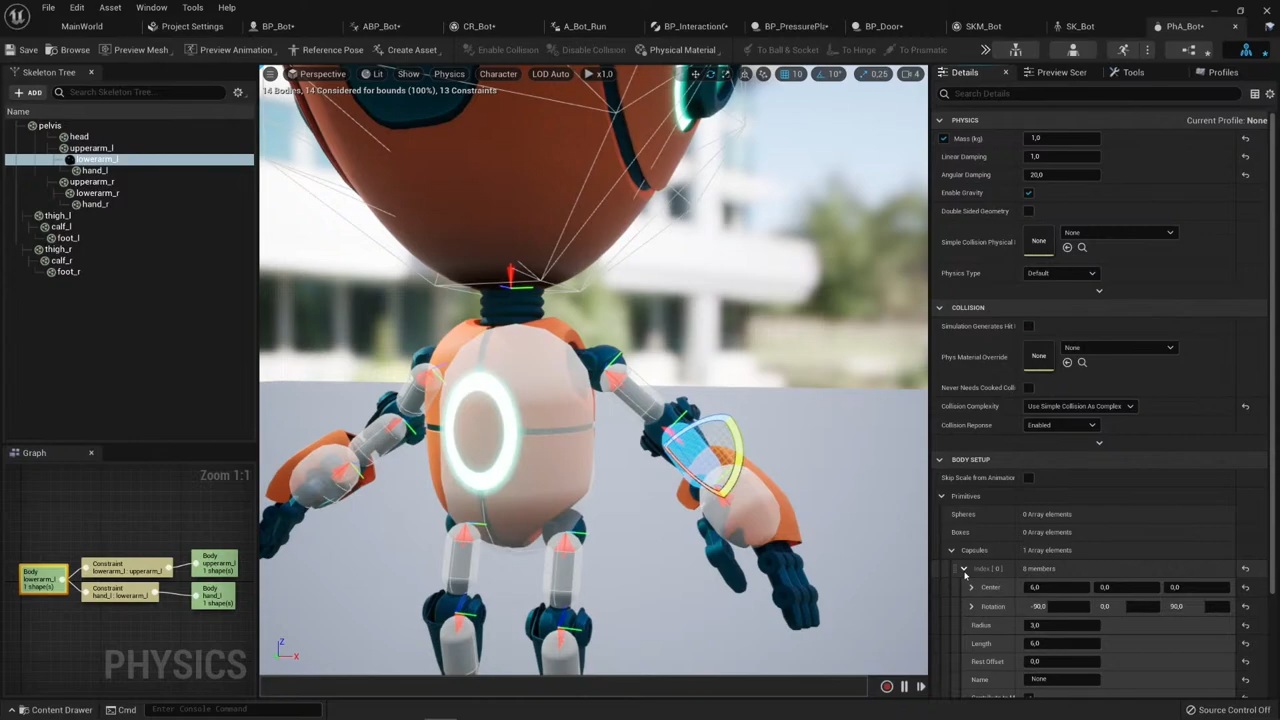 File Edit Asset Window Tools Help
MainWorld Project Settings BP_Bot* ABP_Bot* CR_Bot* A_Bot_Run BP_Interaction( BP_PressurePla* BP_Door* SKM_Bot SK_Bot PhA_Bot*
Save Browse Preview Mesh Preview Animation Reference Pose Create Asset Enable Collision Disable Collision Physical Material To Ball & Socket To Hinge To Prismatic
Skeleton Tree
ADD Search Skeleton Tree...
Name
pelvis
head
upperarm_l
lowerarm_l
hand_l
upperarm_r
lowerarm_r
hand_r
thigh_l
calf_l
foot_l
thigh_r
calf_r
foot_r
Graph
Zoom 1:1
Body
lowerarm_l
1 shape(s)
Constraint
lowerarm_l : upperarm_l
Constraint
hand_l : lowerarm_l
Body
upperarm_l
1 shape(s)
Body
hand_l
1 shape(s)
PHYSICS
Perspective Lit Show Physics Character LOD Auto x1,0 10 10° 0,25 4
14 Bodies, 14 Considered for bounds (100%), 13 Constraints
Z
X
Details Preview Scer Tools Profiles
Search Details
PHYSICS Current Profile: None
Mass (kg) 1,0
Linear Damping 1,0
Angular Damping 20,0
Enable Gravity
Double Sided Geometry
Simple Collision Physical None None
Physics Type Default
COLLISION
Simulation Generates Hit
Phys Material Override None None
Never Needs Cooked Coll
Collision Complexity Use Simple Collision As Complex
Collision Reponse Enabled
BODY SETUP
Skip Scale from Animation
Primitives
Spheres 0 Array elements
Boxes 0 Array elements
Capsules 1 Array elements
Index [ 0 ] 8 members
Center 6,0 0,0 0,0
Rotation -90,0 0,0 90,0
Radius 3,0
Length 6,0
Rest Offset 0,0
Name None
Content Drawer Cmd Enter Console Command Source Control Off